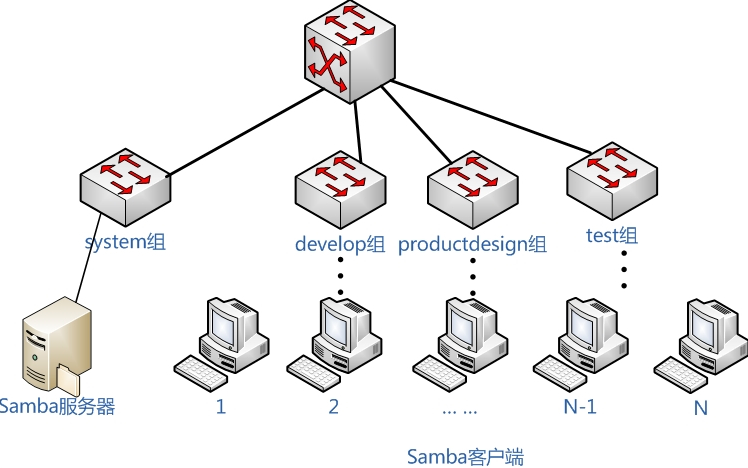 system组
develop组
productdesign组
test组
Samba服务器
1
2
... ...
N-1
N
Samba客户端